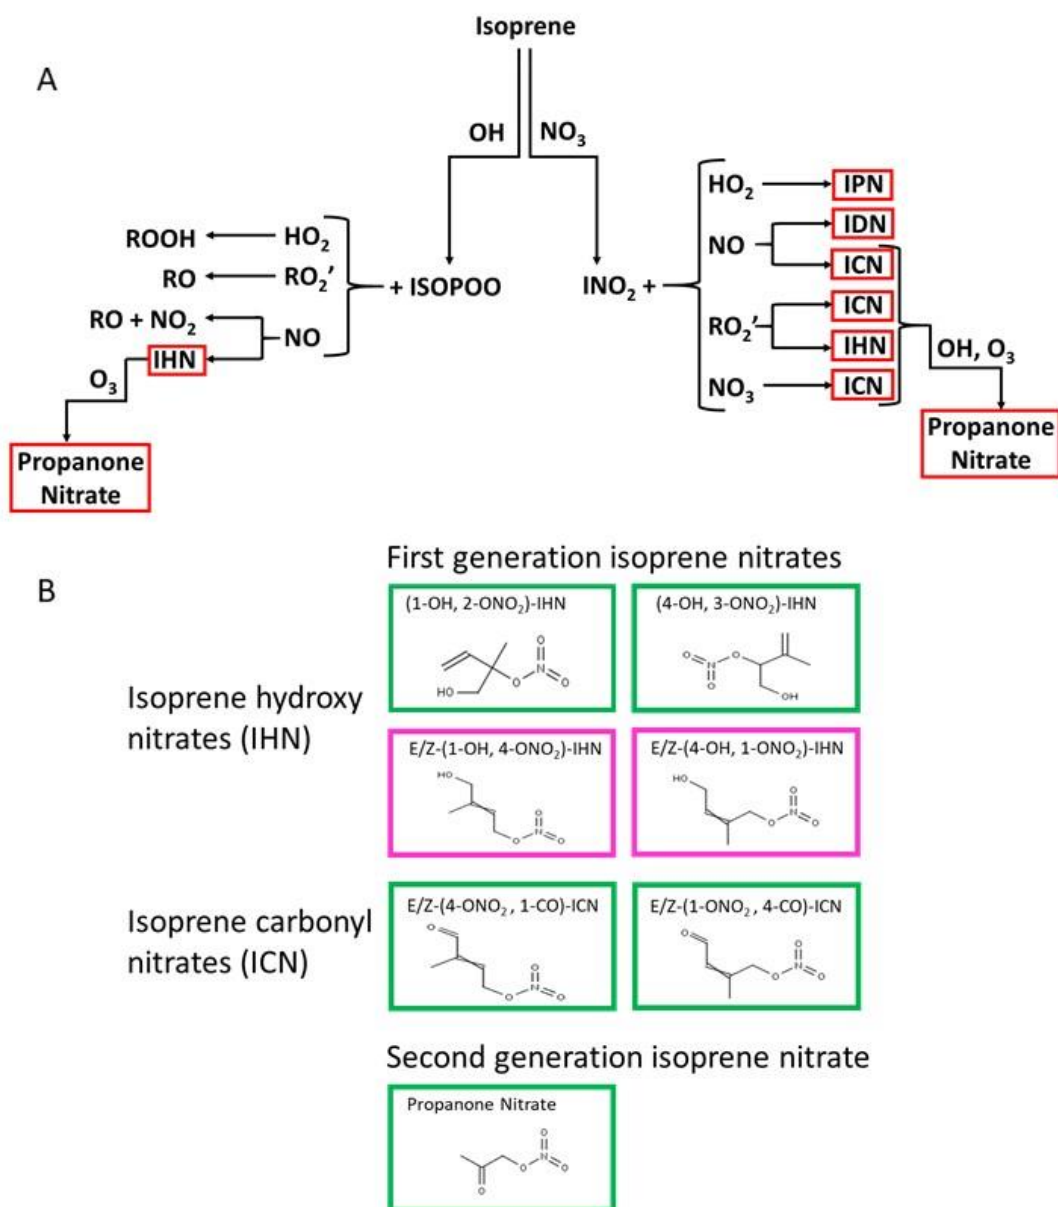 A
Isoprene
OH
NO₃
ROOH
HO₂
RO
RO₂'
RO + NO₂
NO
IHN
+ ISOPOO
O₃
Propanone
Nitrate
INO₂ +
HO₂
IPN
NO
IDN
ICN
RO₂'
ICN
IHN
NO₃
ICN
OH, O₃
Propanone
Nitrate
B
First generation isoprene nitrates
Isoprene hydroxy
nitrates (IHN)
(1-OH, 2-ONO₂)-IHN
HO
O
N
O
O
(4-OH, 3-ONO₂)-IHN
O
N
O
O
OH
E/Z-(1-OH, 4-ONO₂)-IHN
HO
O
N
O
O
E/Z-(4-OH, 1-ONO₂)-IHN
HO
O
N
O
O
Isoprene carbonyl
nitrates (ICN)
E/Z-(4-ONO₂ , 1-CO)-ICN
O
O
N
O
O
E/Z-(1-ONO₂ , 4-CO)-ICN
O
O
N
O
O
Second generation isoprene nitrate
Propanone Nitrate
O
O
N
O
O